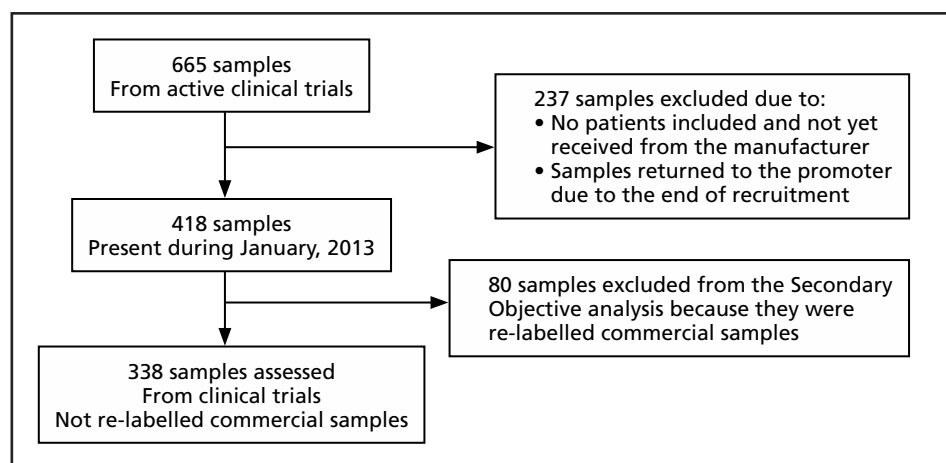 665 samples
From active clinical trials
237 samples excluded due to:
• No patients included and not yet
received from the manufacturer
• Samples returned to the promoter
due to the end of recruitment
418 samples
Present during January, 2013
80 samples excluded from the Secondary
Objective analysis because they were
re-labelled commercial samples
338 samples assessed
From clinical trials
Not re-labelled commercial samples